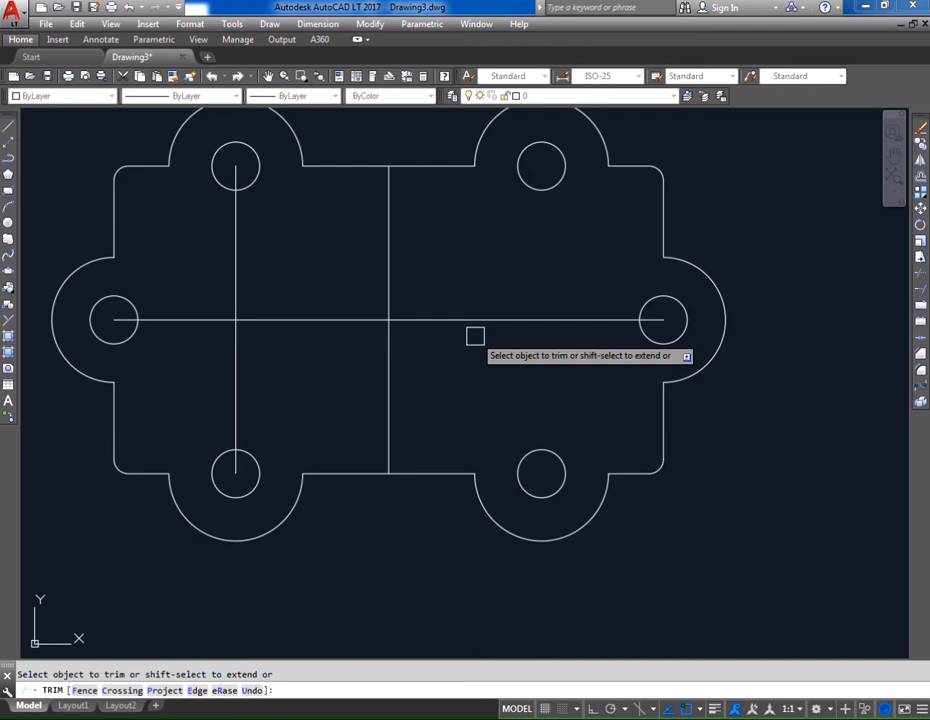 LT
Autodesk AutoCAD LT 2017 Drawing3.dwg
Type a keyword or phrase
Sign In
File Edit View Insert Format Tools Draw Dimension Modify Parametric Window Help
Home Insert Annotate Parametric View Manage Output A360
Start Drawing3*
Standard ISO-25 Standard Standard
ByLayer ByLayer ByLayer ByColor 0
A
Select object to trim or shift-select to extend or
Y
X
Select object to trim or shift-select to extend or
TRIM [Fence Crossing Project Edge eRase Undo]:
Model Layout1 Layout2 +
MODEL 1:1